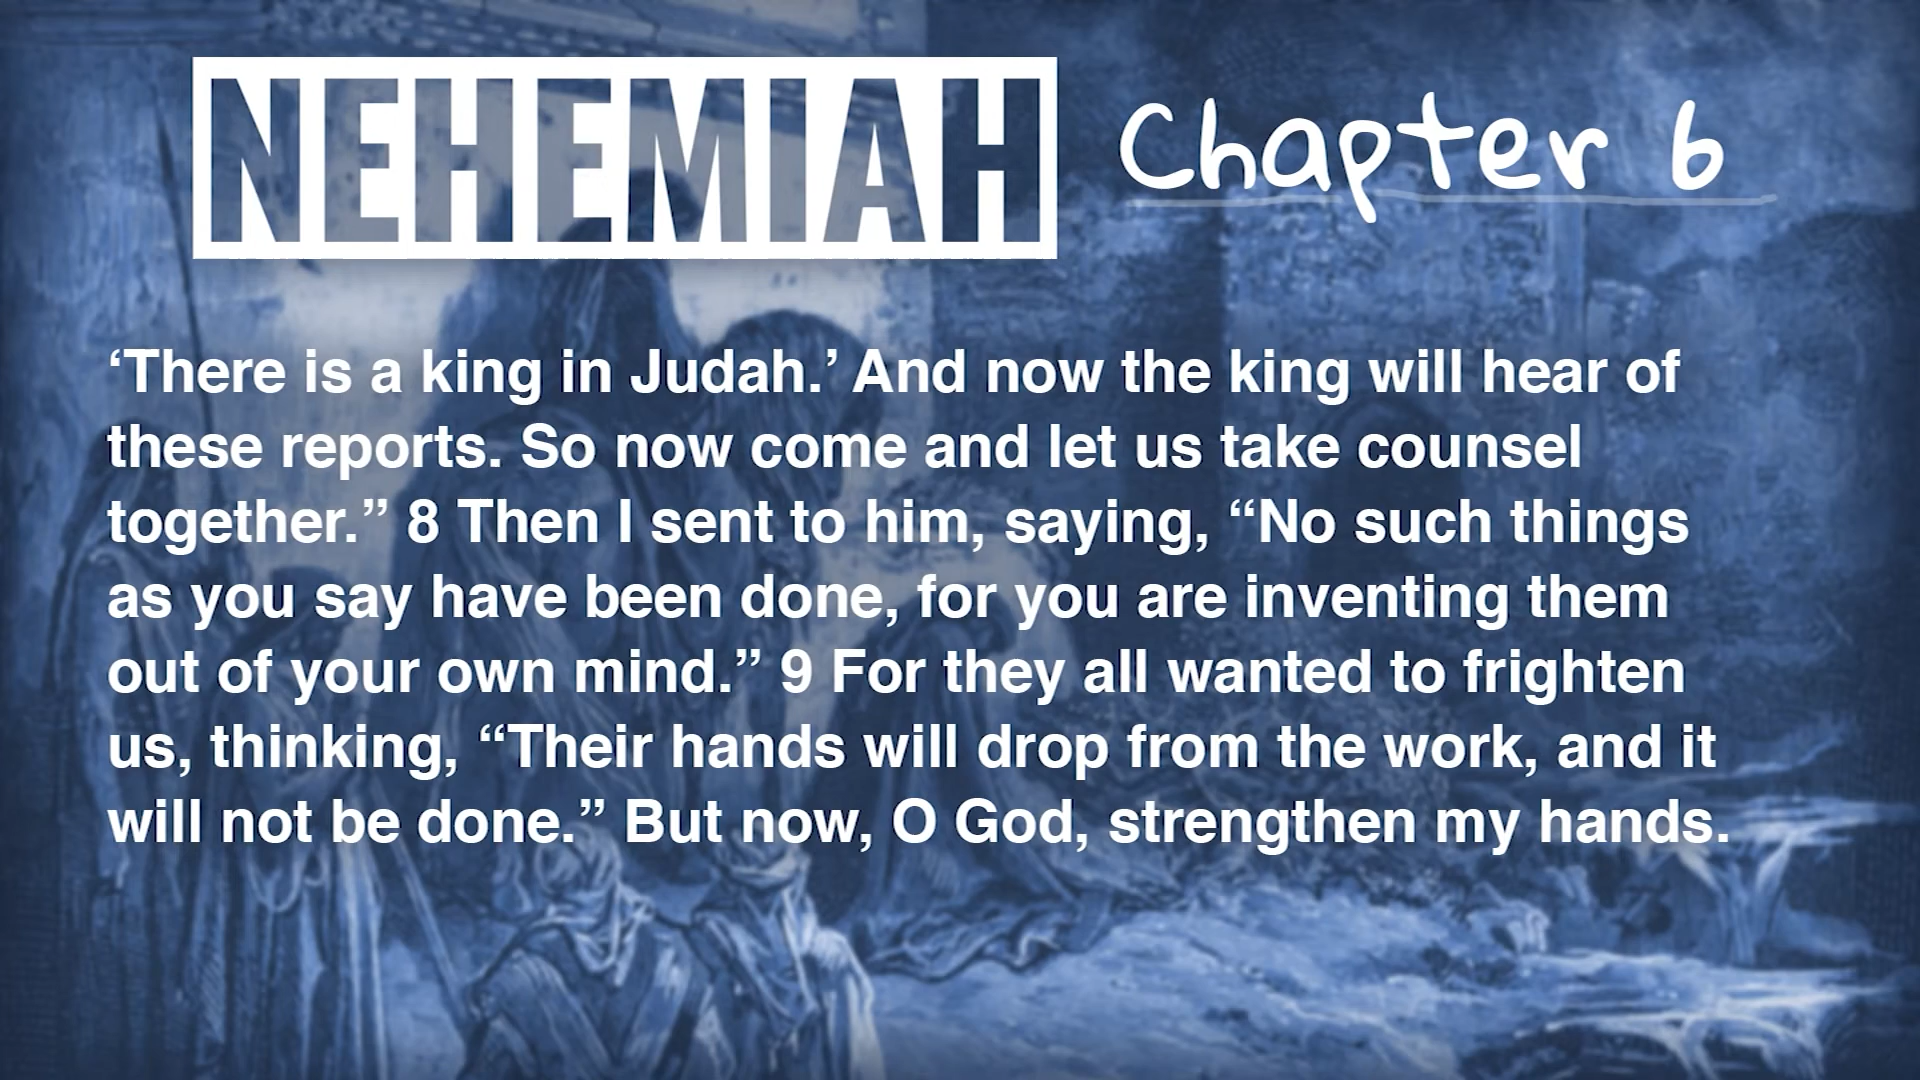 NEHEMIAH Chapter 6
‘There is a king in Judah.’ And now the king will hear of
these reports. So now come and let us take counsel
together.” 8 Then I sent to him, saying, “No such things
as you say have been done, for you are inventing them
out of your own mind.” 9 For they all wanted to frighten
us, thinking, “Their hands will drop from the work, and it
will not be done.” But now, O God, strengthen my hands.